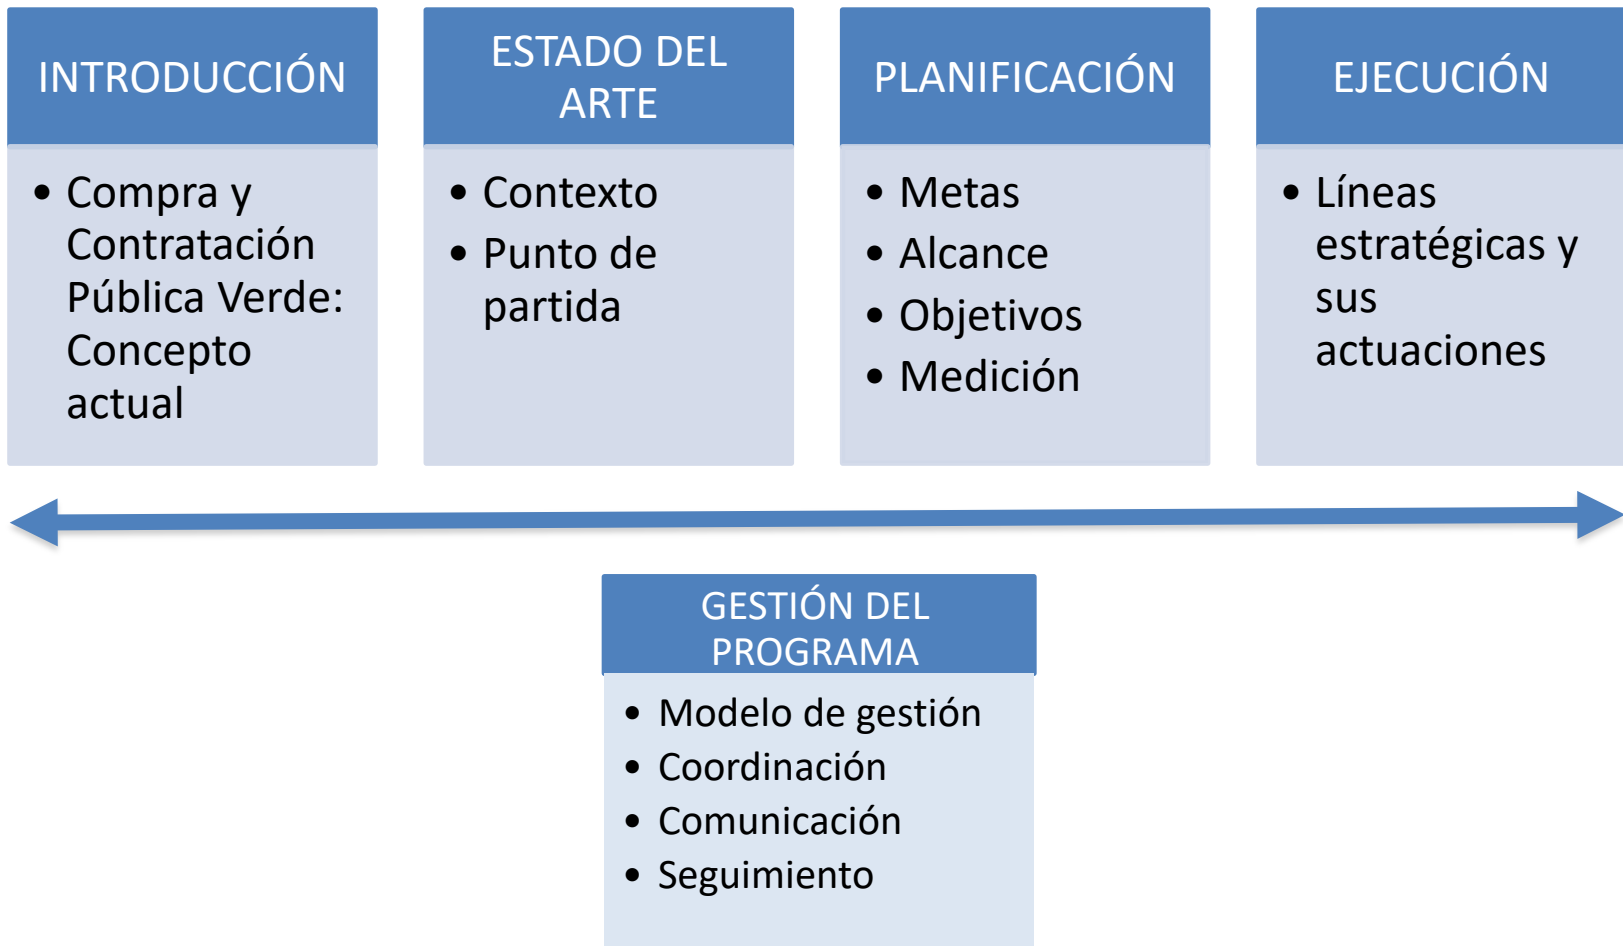 INTRODUCCIÓN
• Compra y
Contratación
Pública Verde:
Concepto
actual
ESTADO DEL
ARTE
• Contexto
• Punto de
partida
PLANIFICACIÓN
• Metas
• Alcance
• Objetivos
• Medición
EJECUCIÓN
• Líneas
estratégicas y
sus
actuaciones
GESTIÓN DEL
PROGRAMA
• Modelo de gestión
• Coordinación
• Comunicación
• Seguimiento